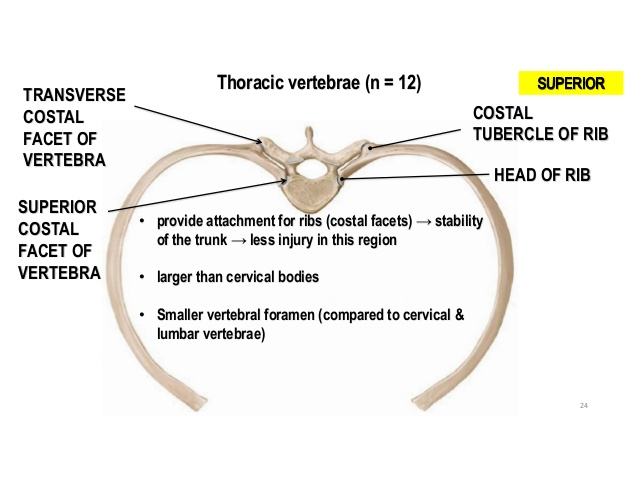 Thoracic vertebrae (n = 12)
SUPERIOR
TRANSVERSE
COSTAL
FACET OF
VERTEBRA
COSTAL
TUBERCLE OF RIB
HEAD OF RIB
SUPERIOR
COSTAL
FACET OF
VERTEBRA
• provide attachment for ribs (costal facets) → stability
of the trunk → less injury in this region
• larger than cervical bodies
• Smaller vertebral foramen (compared to cervical &
lumbar vertebrae)
24